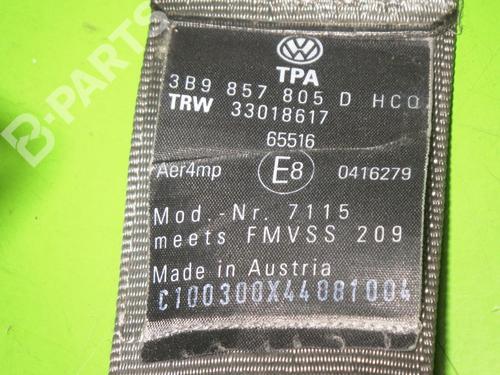 B-PARTS
TPA
3B9 857 805 D HCO
TRW 33018617
65516
Aer4mp E8 0416279
Mod.-Nr. 7115
meets FMVSS 209
Made in Austria
C100300X44081004